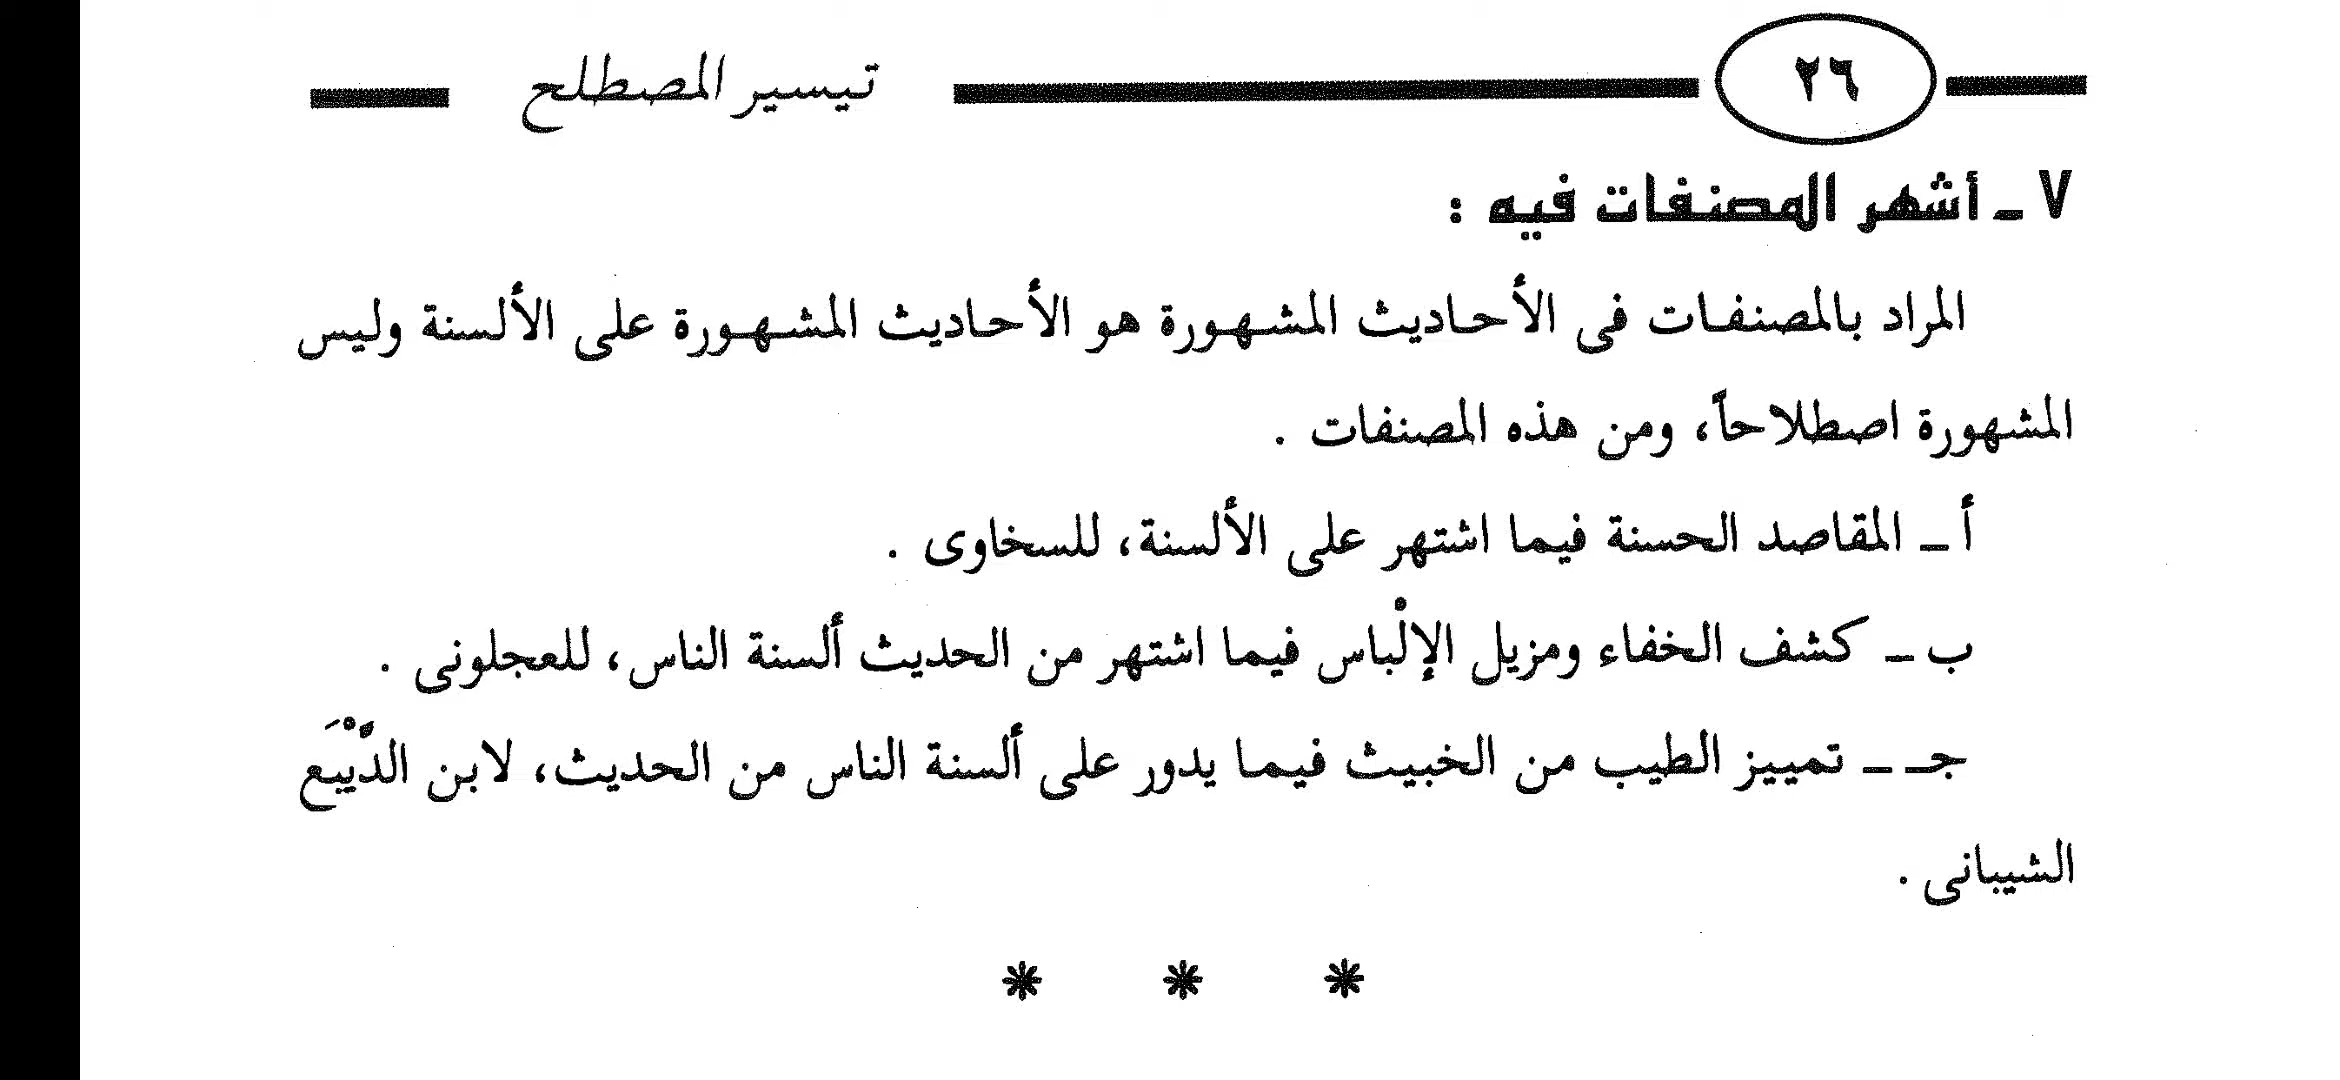 ٢٦ تيسير المصطلح
٧ ـ أشهر المصنفات فيه :
المراد بالمصنفات فى الأحاديث المشهورة هو الأحاديث المشهورة على الألسنة وليس
المشهورة اصطلاحاً، ومن هذه المصنفات .
أ ـ المقاصد الحسنة فيما اشتهر على الألسنة، للسخاوى .
ب ـ كشف الخفاء ومزيل الإلْباس فيما اشتهر من الحديث ألسنة الناس، للعجلونى .
جـ ـ تمييز الطيب من الخبيث فيما يدور على ألسنة الناس من الحديث، لابن الدَّيْبَع
الشيبانى .
* * *